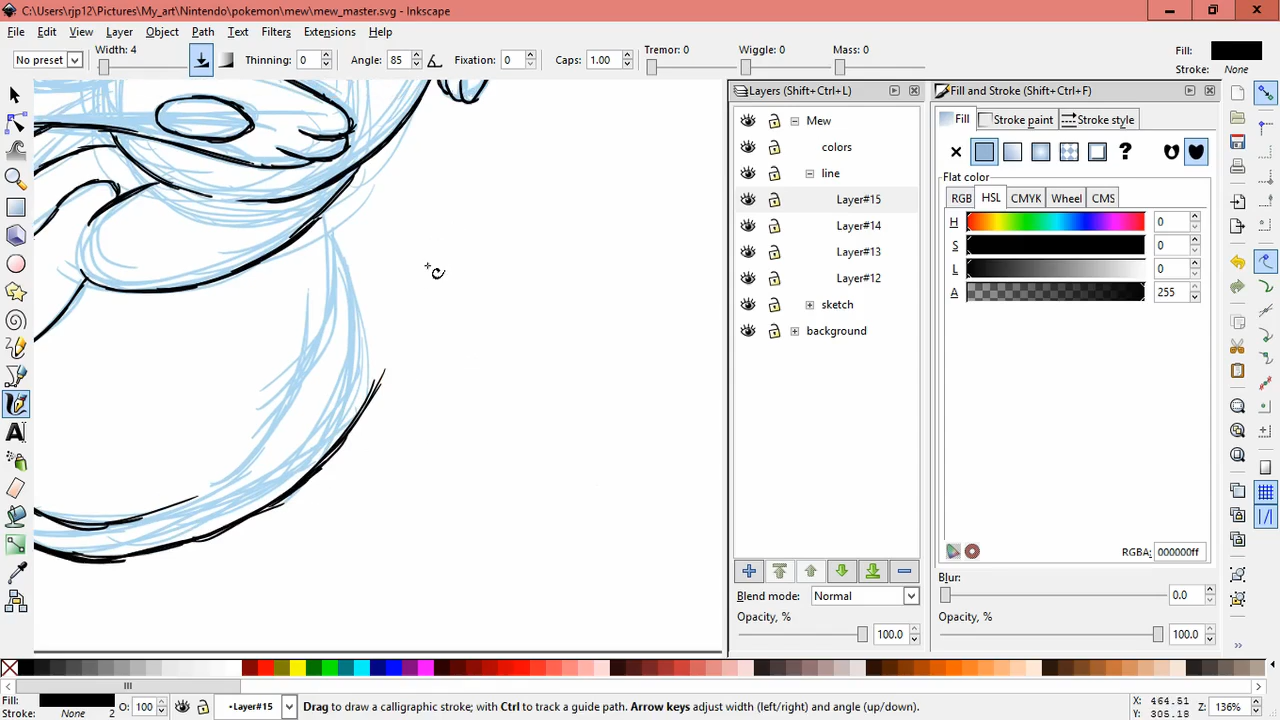 C:\Users\rjp12\Pictures\My_art\Nintendo\pokemon\mew\mew_master.svg - Inkscape
File Edit View Layer Object Path Text Filters Extensions Help
No preset Width: 4 Thinning: 0 Angle: 85 Fixation: 0 Caps: 1.00 Tremor: 0 Wiggle: 0 Mass: 0 Fill: Stroke: None
Layers (Shift+Ctrl+L)
Mew
colors
line
Layer#15
Layer#14
Layer#13
Layer#12
sketch
background
Blend mode: Normal
Opacity, %
100.0
Fill and Stroke (Shift+Ctrl+F)
Fill Stroke paint Stroke style
Flat color
RGB HSL CMYK Wheel CMS
H 0
S 0
L 0
A 255
RGBA: 000000ff
Blur:
0.0
Opacity, %
100.0
Fill:
Stroke: None 2 O: 100 •Layer#15 Drag to draw a calligraphic stroke; with Ctrl to track a guide path. Arrow keys adjust width (left/right) and angle (up/down). X: 464.51 Y: 305.18 Z: 136%